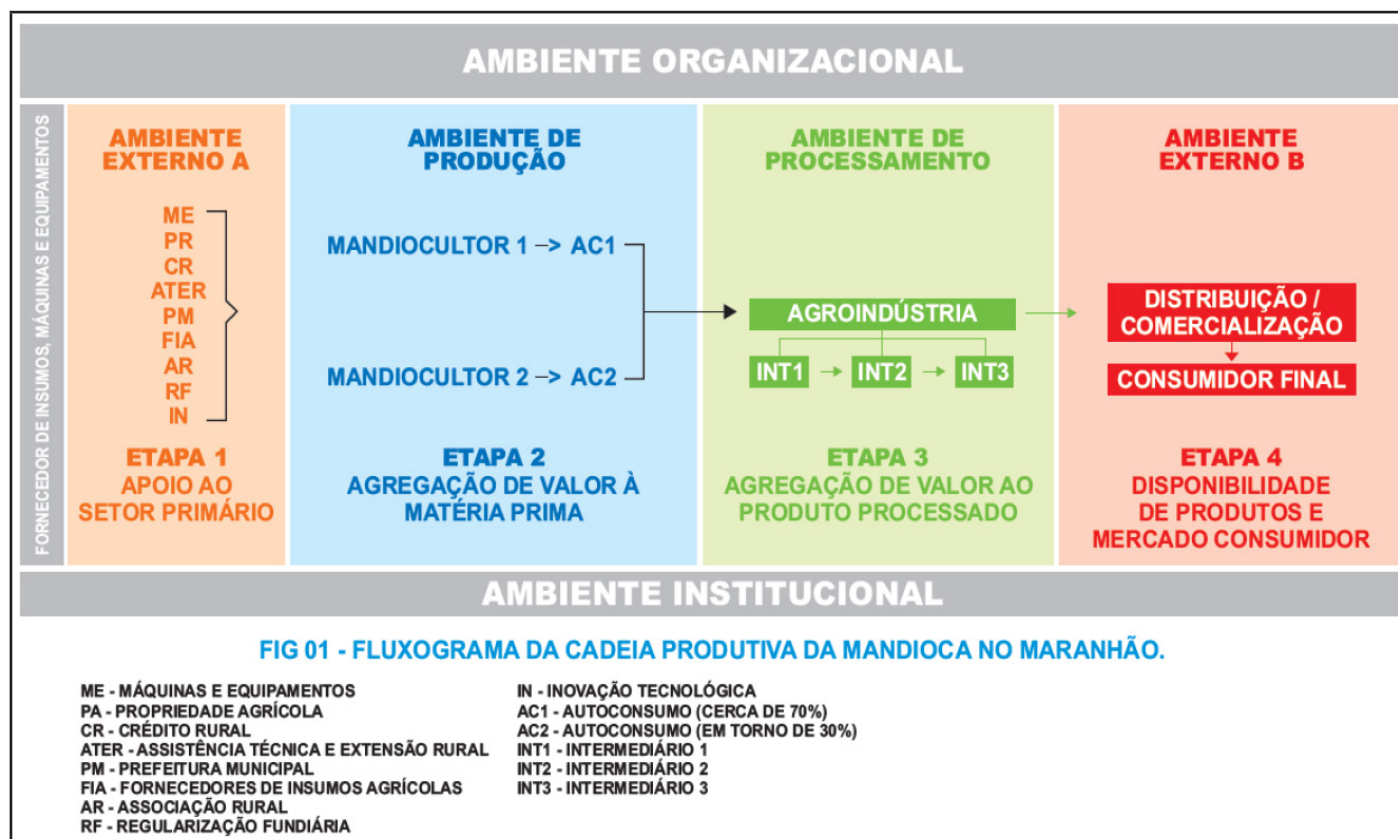 AMBIENTE ORGANIZACIONAL
FORNECEDOR DE INSUMOS, MÁQUINAS E EQUIPAMENTOS
AMBIENTE
EXTERNO A
ME
PR
CR
ATER
PM
FIA
AR
RF
IN
ETAPA 1
APOIO AO
SETOR PRIMÁRIO
AMBIENTE DE
PRODUÇÃO
MANDIOCULTOR 1 –> AC1
MANDIOCULTOR 2 –> AC2
ETAPA 2
AGREGAÇÃO DE VALOR À
MATÉRIA PRIMA
AMBIENTE DE
PROCESSAMENTO
AGROINDÚSTRIA
INT1 → INT2 → INT3
ETAPA 3
AGREGAÇÃO DE VALOR AO
PRODUTO PROCESSADO
AMBIENTE
EXTERNO B
DISTRIBUIÇÃO /
COMERCIALIZAÇÃO
CONSUMIDOR FINAL
ETAPA 4
DISPONIBILIDADE
DE PRODUTOS E
MERCADO CONSUMIDOR
AMBIENTE INSTITUCIONAL
FIG 01 - FLUXOGRAMA DA CADEIA PRODUTIVA DA MANDIOCA NO MARANHÃO.
ME - MÁQUINAS E EQUIPAMENTOS
PA - PROPRIEDADE AGRÍCOLA
CR - CRÉDITO RURAL
ATER - ASSISTÊNCIA TÉCNICA E EXTENSÃO RURAL
PM - PREFEITURA MUNICIPAL
FIA - FORNECEDORES DE INSUMOS AGRÍCOLAS
AR - ASSOCIAÇÃO RURAL
RF - REGULARIZAÇÃO FUNDIÁRIA
IN - INOVAÇÃO TECNOLÓGICA
AC1 - AUTOCONSUMO (CERCA DE 70%)
AC2 - AUTOCONSUMO (EM TORNO DE 30%)
INT1 - INTERMEDIÁRIO 1
INT2 - INTERMEDIÁRIO 2
INT3 - INTERMEDIÁRIO 3